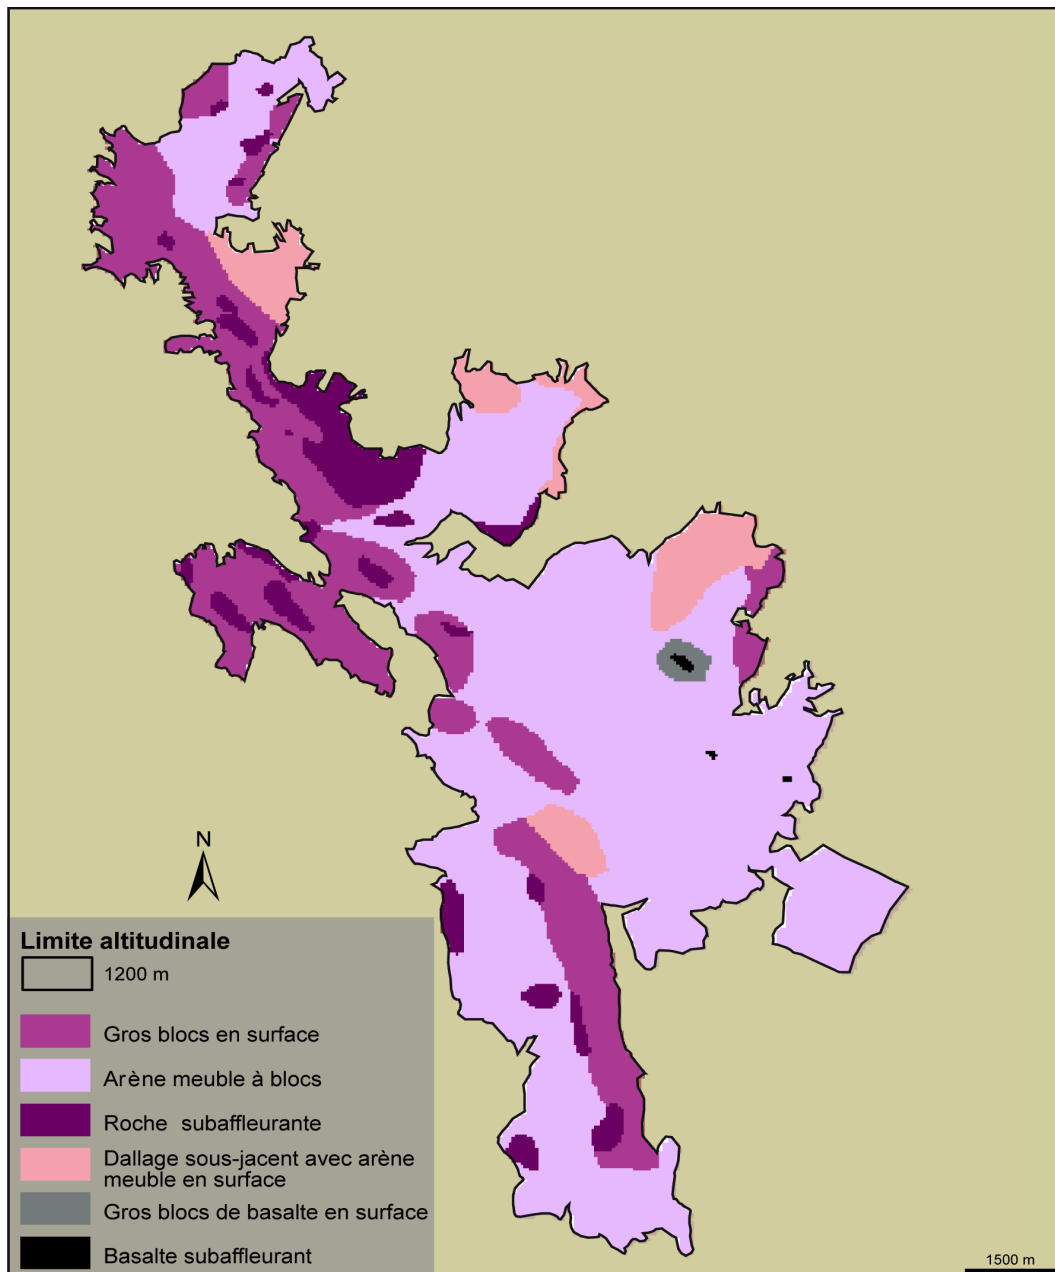 N
Limite altitudinale
1200 m
Gros blocs en surface
Arène meuble à blocs
Roche subaffleurante
Dallage sous-jacent avec arène
meuble en surface
Gros blocs de basalte en surface
Basalte subaffleurant
1500 m